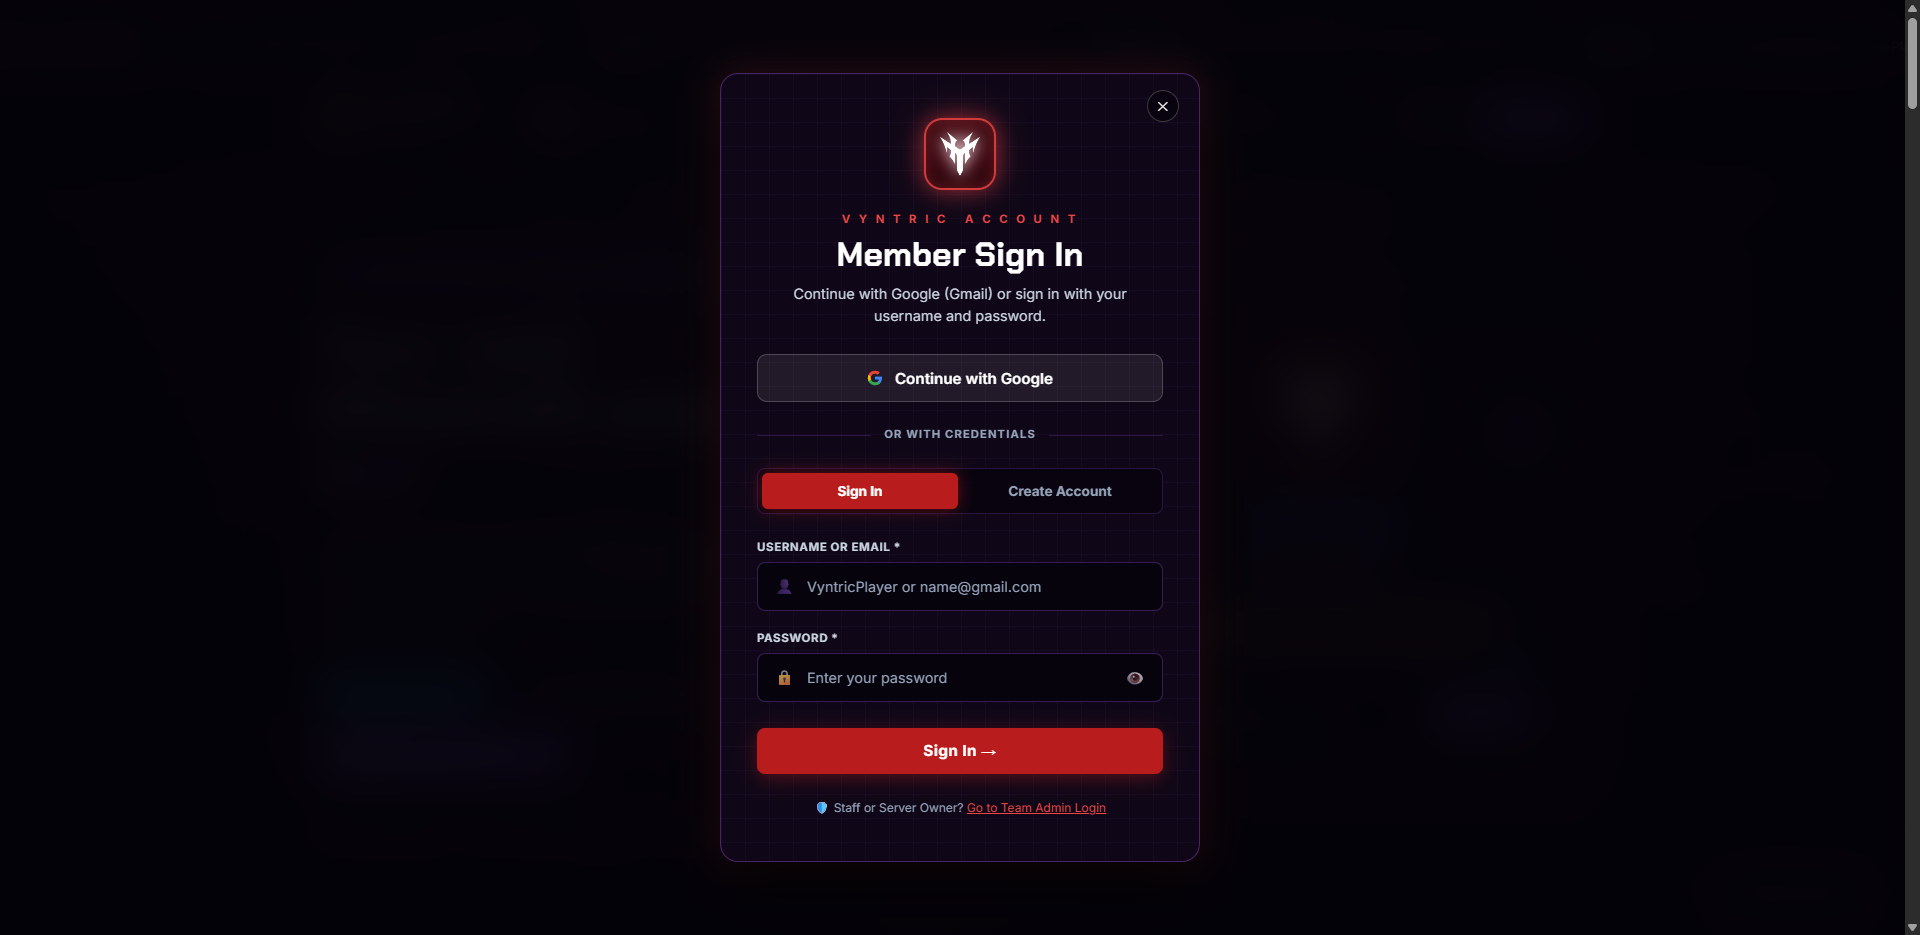 VYNTRIC ACCOUNT
Member Sign In
Continue with Google (Gmail) or sign in with your
username and password.
Continue with Google
OR WITH CREDENTIALS
Sign In
Create Account
USERNAME OR EMAIL *
VyntricPlayer or name@gmail.com
PASSWORD *
Enter your password
Sign In →
Staff or Server Owner? Go to Team Admin Login